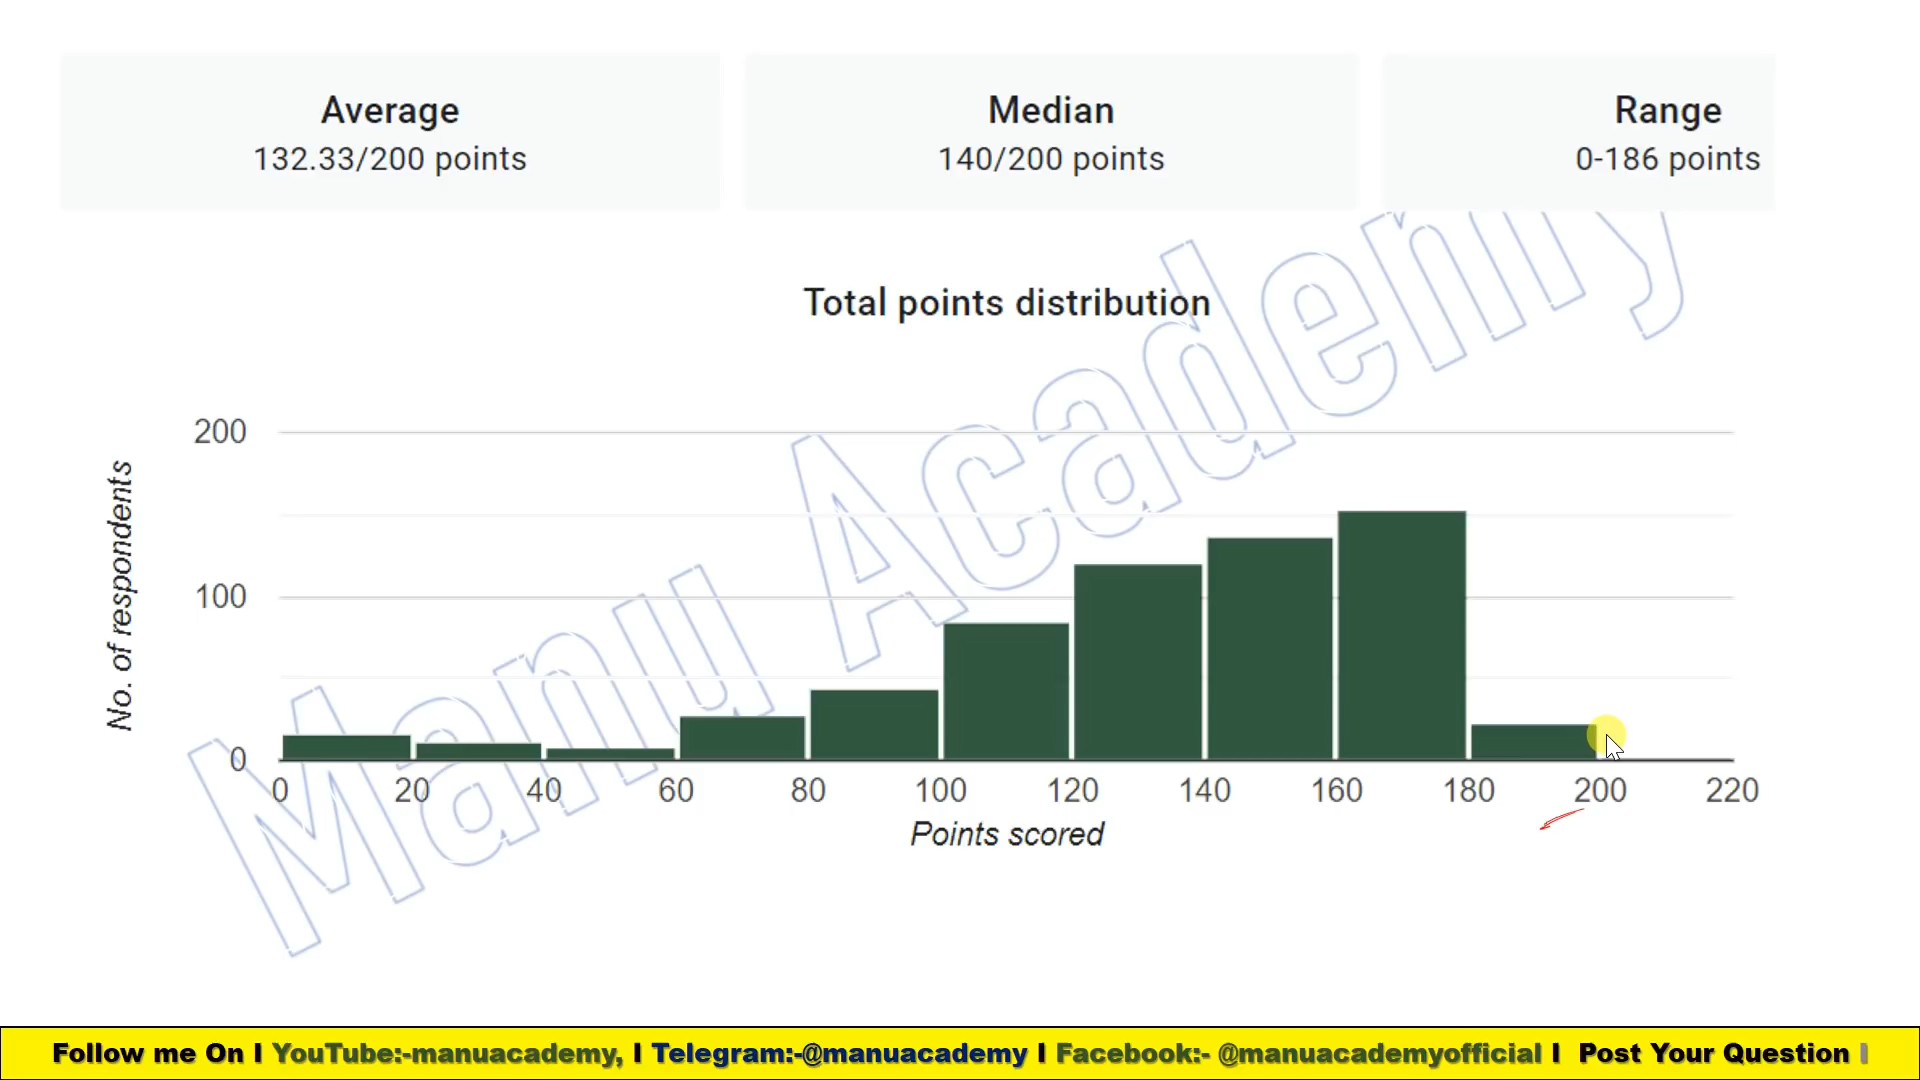 Average
132.33/200 points
Median
140/200 points
Range
0-186 points
Total points distribution
200
100
0
No. of respondents
0 20 40 60 80 100 120 140 160 180 200 220
Points scored
Manu Academy
Follow me On I YouTube:-manuacademy, I Telegram:-@manuacademy I Facebook:- @manuacademyofficial I Post Your Question I